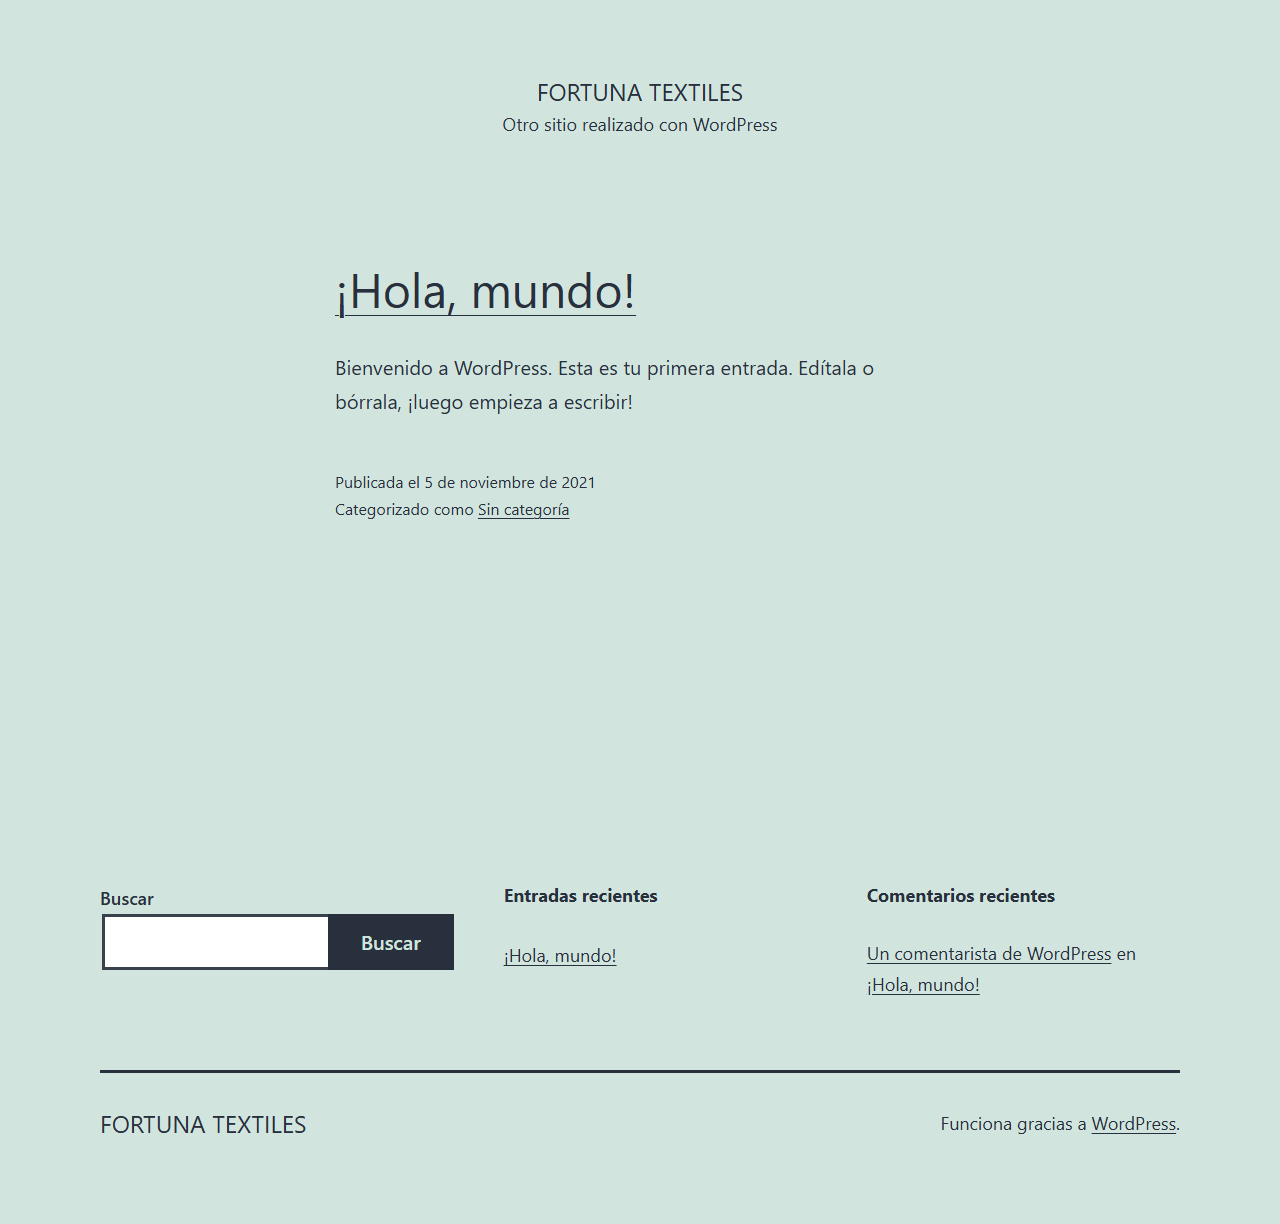 FORTUNA TEXTILES
Otro sitio realizado con WordPress
¡Hola, mundo!
Bienvenido a WordPress. Esta es tu primera entrada. Edítala o
bórrala, ¡luego empieza a escribir!
Publicada el 5 de noviembre de 2021
Categorizado como Sin categoría
Buscar
Buscar
Entradas recientes
¡Hola, mundo!
Comentarios recientes
Un comentarista de WordPress en
¡Hola, mundo!
FORTUNA TEXTILES
Funciona gracias a WordPress.